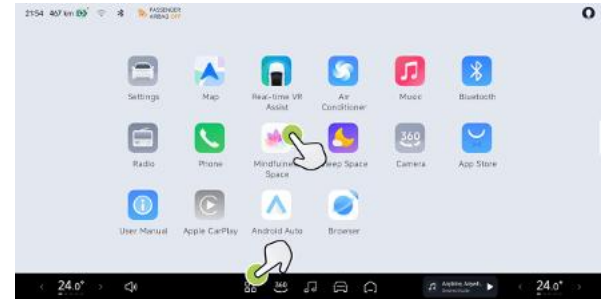 21:54 467 km PASSENGER
AIRBAG OFF
Settings Map Real-time VR Assist Air Conditioner Music Bluetooth
Radio Phone Mindfulness Space Sleep Space 360 Camera App Store
User Manual Apple CarPlay Android Auto Browser
24.0° 360 24.0°